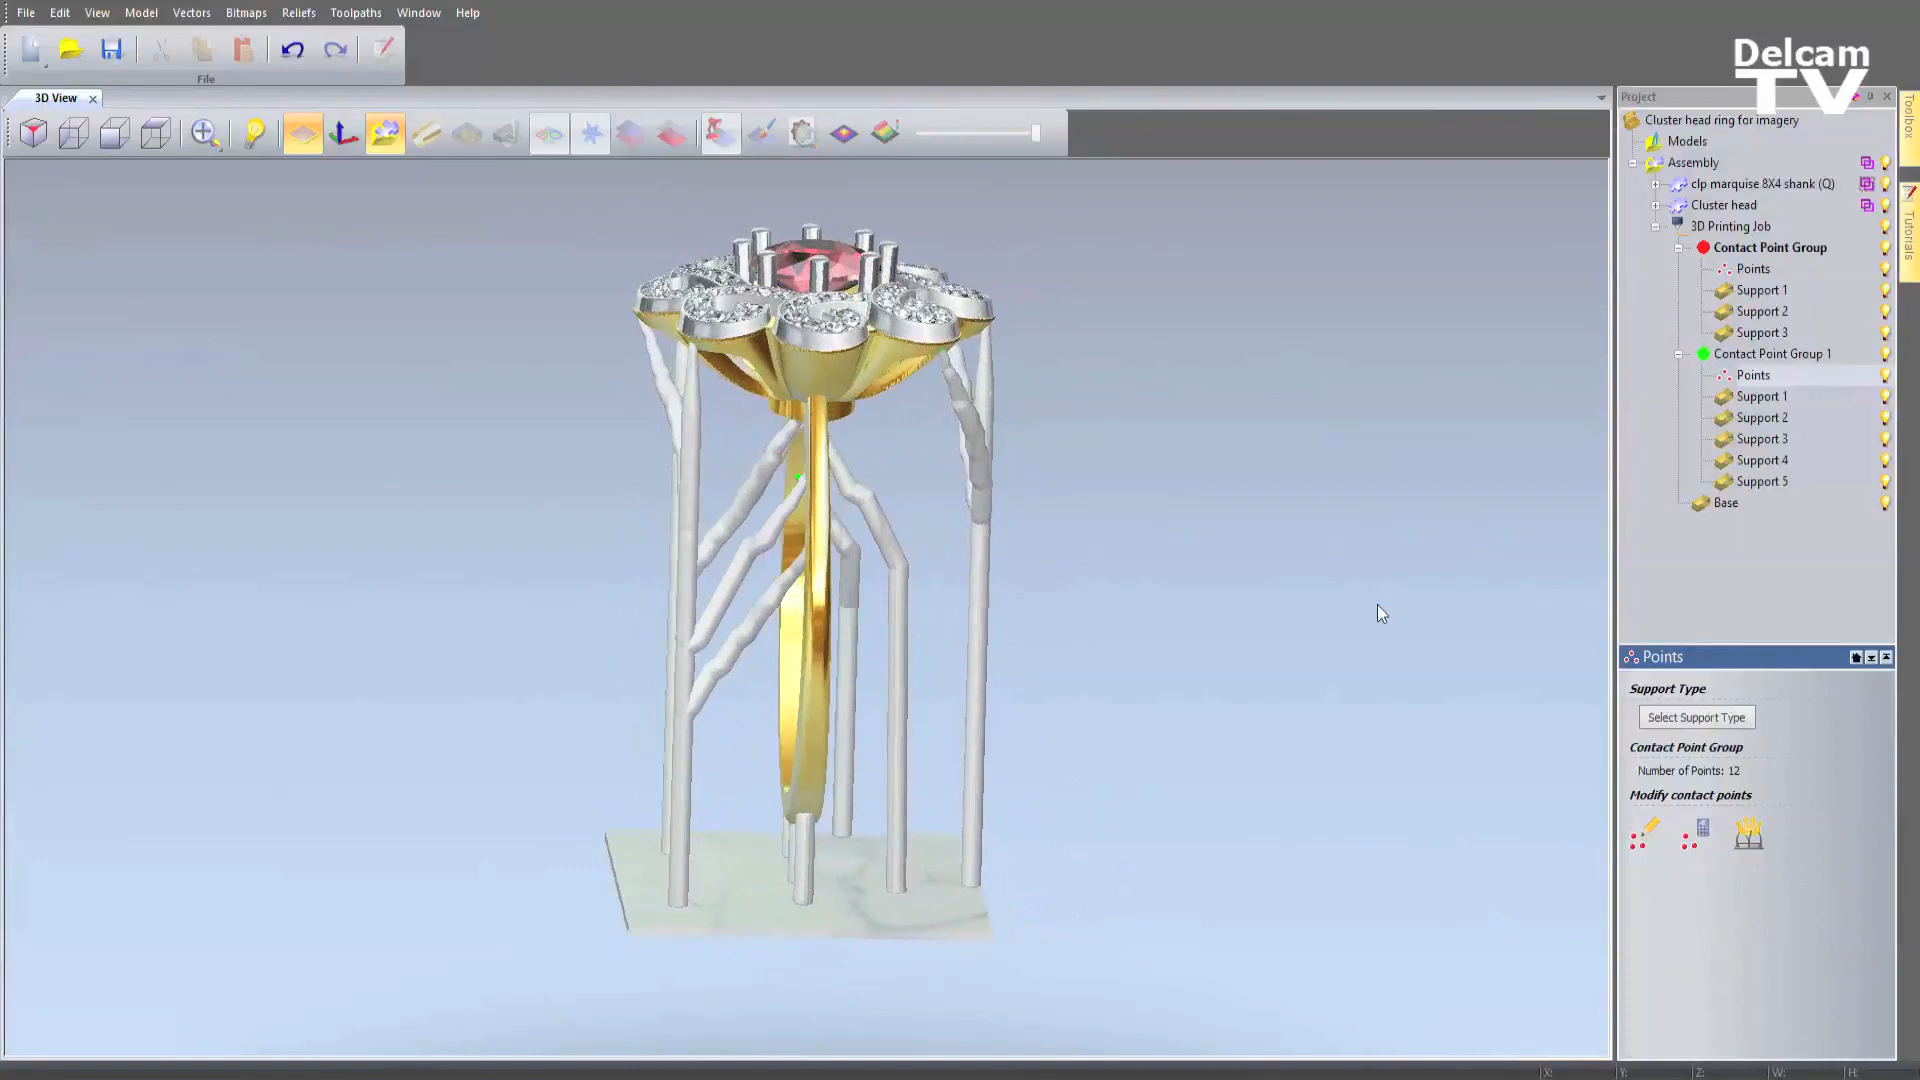 File Edit View Model Vectors Bitmaps Reliefs Toolpaths Window Help
File
Delcam
TV
3D View
Project
Cluster head ring for imagery
Models
Assembly
clp marquise 8X4 shank (Q)
Cluster head
3D Printing Job
Contact Point Group
Points
Support 1
Support 2
Support 3
Contact Point Group 1
Points
Support 1
Support 2
Support 3
Support 4
Support 5
Base
Toolbox
Tutorials
Points
Support Type
Select Support Type
Contact Point Group
Number of Points: 12
Modify contact points
X: Y: Z: W: H: